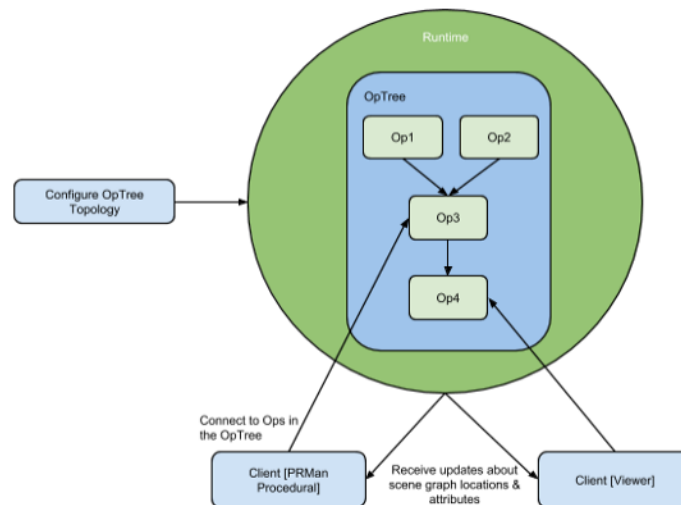 Runtime
OpTree
Op1
Op2
Configure OpTree
Topology
Op3
Op4
Connect to Ops in
the OpTree
Client [PRMan
Procedural]
Receive updates about
scene graph locations &
attributes
Client [Viewer]